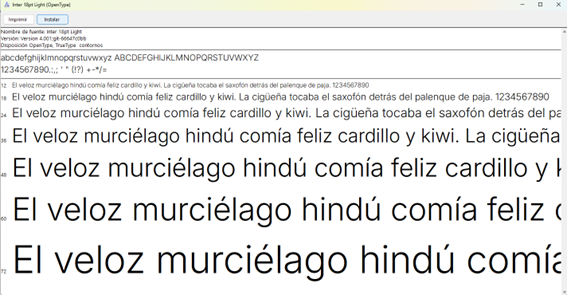 Inter 18pt Light (OpenType)
Imprimir Instalar
Nombre de fuente: Inter 18pt Light
Versión: Version 4.001;git-66647c0bb
Disposición OpenType, TrueType contornos
abcdefghijklmnopqrstuvwxyz ABCDEFGHIJKLMNOPQRSTUVWXYZ
1234567890.:,; ' " (!?) +-*/=
12 El veloz murciélago hindú comía feliz cardillo y kiwi. La cigüeña tocaba el saxofón detrás del palenque de paja. 1234567890
18 El veloz murciélago hindú comía feliz cardillo y kiwi. La cigüeña tocaba el saxofón detrás del palenque de paja. 1234567890
24 El veloz murciélago hindú comía feliz cardillo y kiwi. La cigüeña tocaba el saxofón detrás del pa
36 El veloz murciélago hindú comía feliz cardillo y kiwi. La cigüeña
48 El veloz murciélago hindú comía feliz cardillo y k
60 El veloz murciélago hindú comía feliz c
72 El veloz murciélago hindú comía